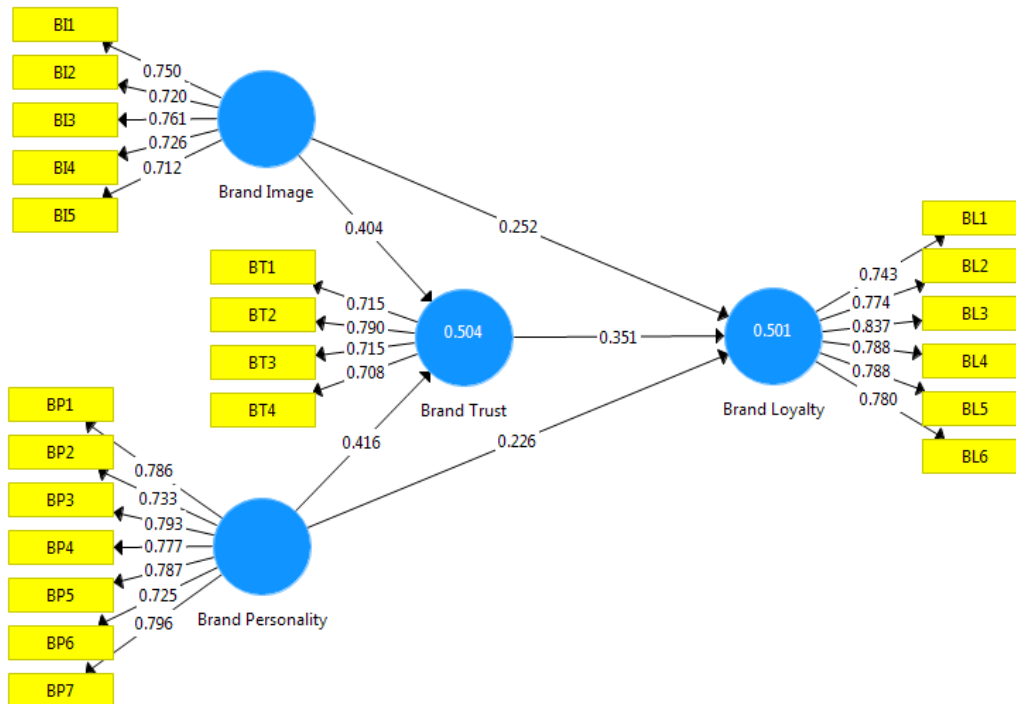 BI1
BI2
BI3
BI4
BI5
0.750
0.720
0.761
0.726
0.712
Brand Image
0.404
0.252
BT1
BT2
BT3
BT4
0.715
0.790
0.715
0.708
0.504
Brand Trust
0.351
0.416
0.226
BP1
BP2
BP3
BP4
BP5
BP6
BP7
0.786
0.733
0.793
0.777
0.787
0.725
0.796
Brand Personality
0.501
Brand Loyalty
0.743
0.774
0.837
0.788
0.788
0.780
BL1
BL2
BL3
BL4
BL5
BL6